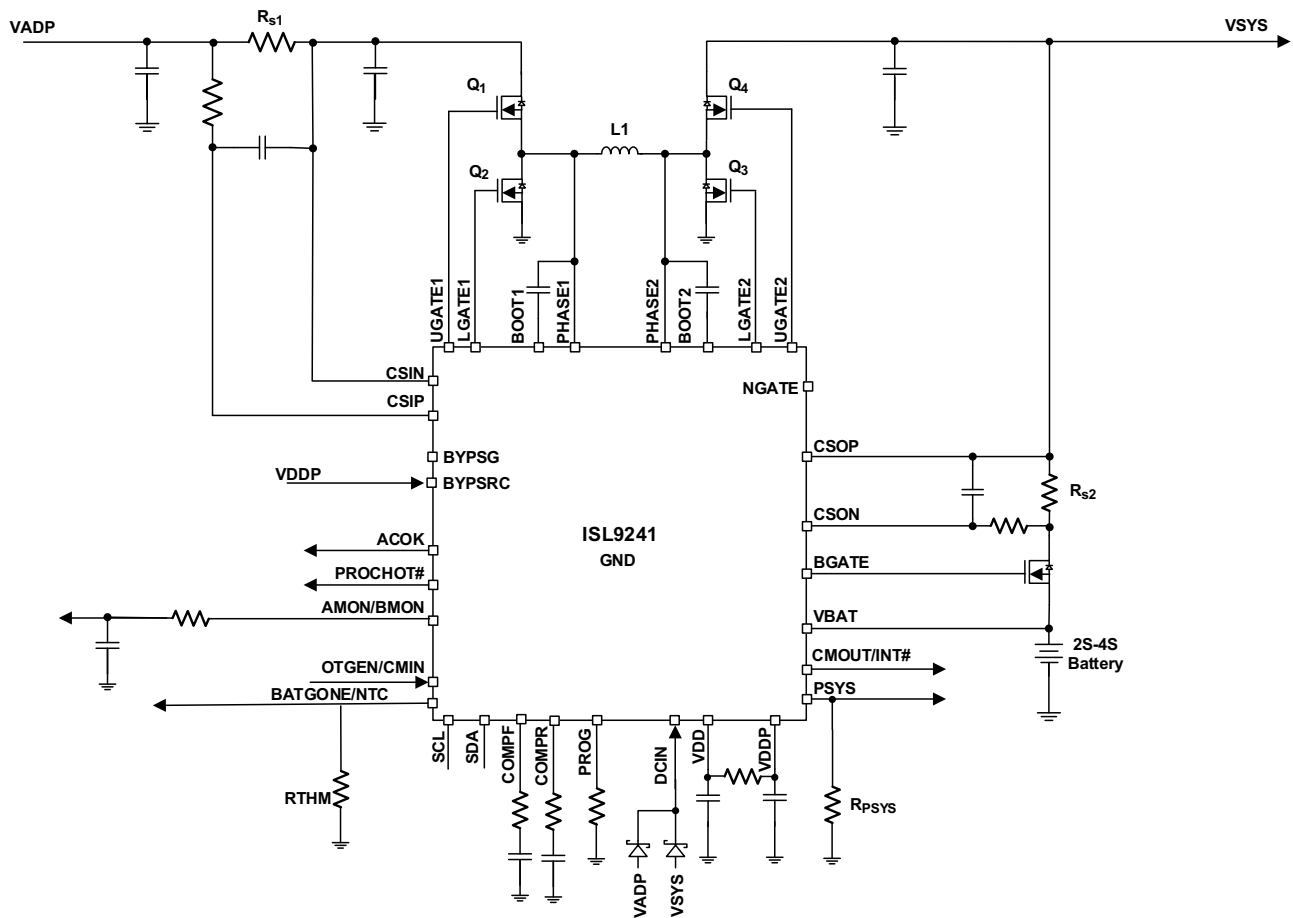 VADP
Rs1
VSYS
Q1
Q4
L1
Q2
Q3
UGATE1
LGATE1
BOOT1
PHASE1
PHASE2
BOOT2
LGATE2
UGATE2
CSIN
NGATE
CSIP
BYPSG
CSOP
VDDP
BYPSRC
Rs2
CSON
ISL9241
GND
ACOK
BGATE
PROCHOT#
AMON/BMON
VBAT
2S-4S
Battery
CMOUT/INT#
OTGEN/CMIN
BATGONE/NTC
PSYS
SCL
SDA
COMPF
COMPR
PROG
DCIN
VDD
VDDP
RTHM
RPSYS
VADP
VSYS